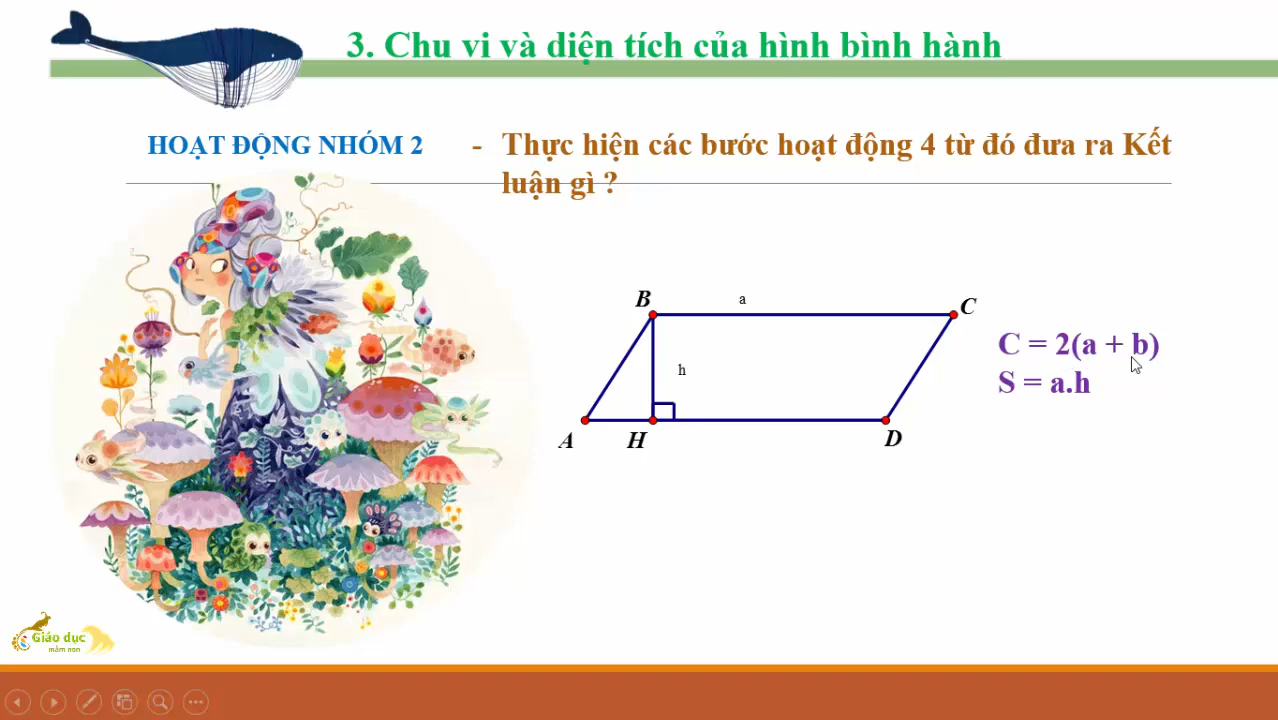 3. Chu vi và diện tích của hình bình hành
HOẠT ĐỘNG NHÓM 2
- Thực hiện các bước hoạt động 4 từ đó đưa ra Kết
luận gì ?
B
a
C
h
A
H
D
C = 2(a + b)
S = a.h
Giáo dục
mầm non